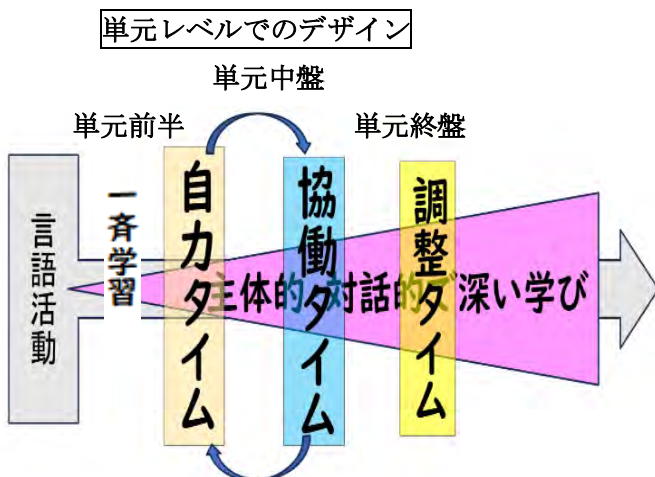 単元レベルでのデザイン
単元中盤
単元前半
単元終盤
言語活動
一斉学習
自力タイム
協働タイム
調整タイム
主体的 対話的で深い学び